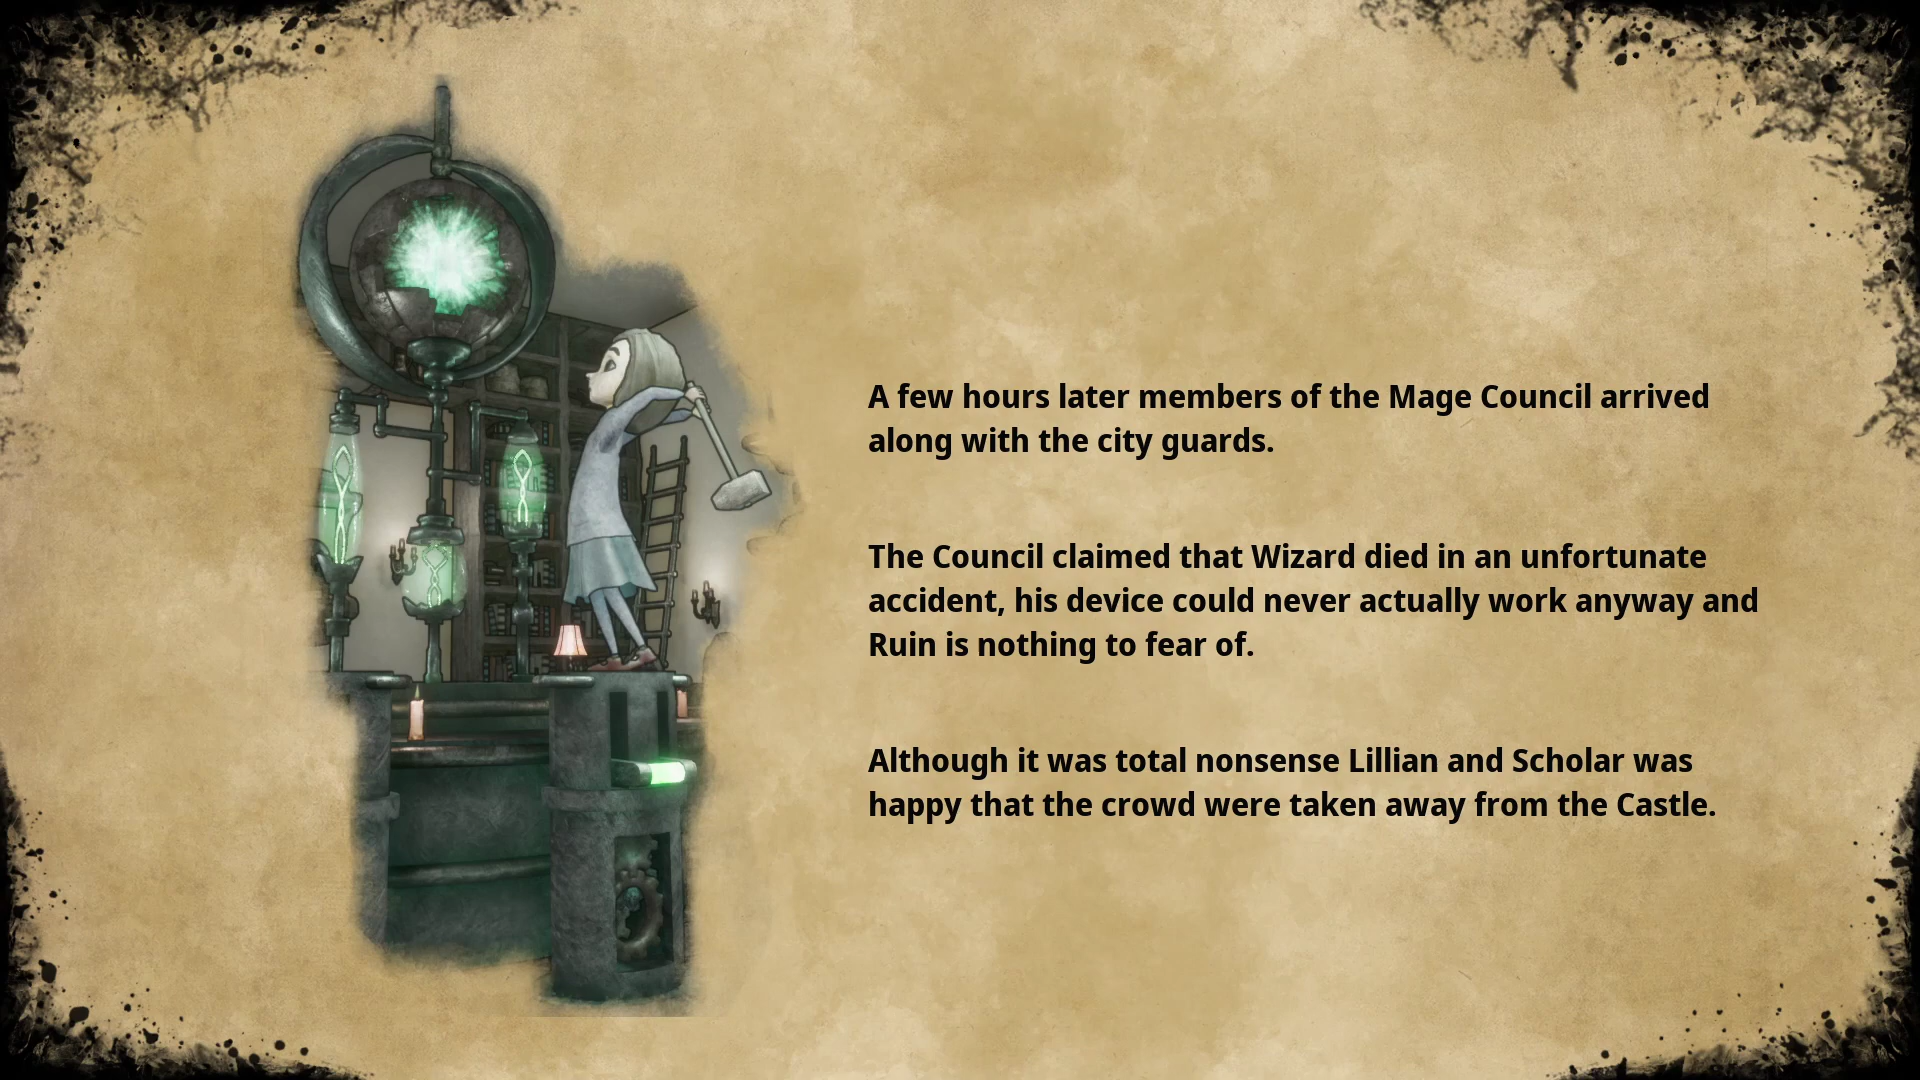 A few hours later members of the Mage Council arrived
along with the city guards.
The Council claimed that Wizard died in an unfortunate
accident, his device could never actually work anyway and
Ruin is nothing to fear of.
Although it was total nonsense Lillian and Scholar was
happy that the crowd were taken away from the Castle.